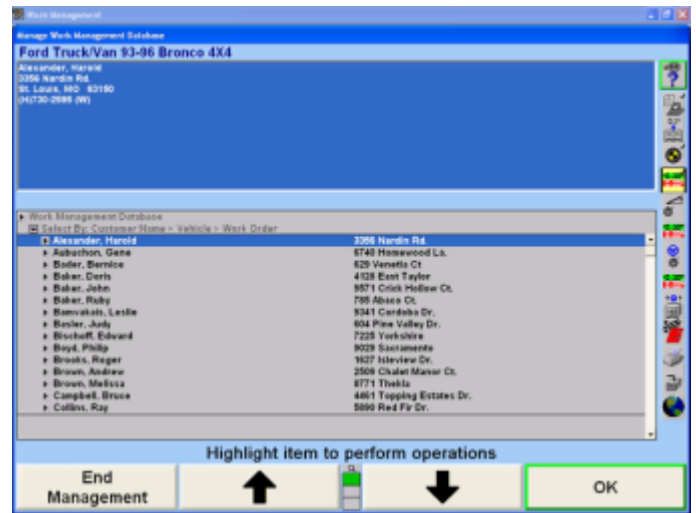 Work Management
Manage Work Management Database
Ford Truck/Van 93-96 Bronco 4X4
Alexander, Harold
3356 Nardin Rd.
St. Louis, MO 63150
(H)730-2595 (W)
Work Management Database
Select By: Customer Name > Vehicle > Work Order
Alexander, Harold 3356 Nardin Rd.
Aubuchon, Gene 6740 Homewood Ln.
Bader, Bernice 629 Venetis Ct
Baker, Doris 4128 East Taylor
Baker, John 9571 Crick Hollow Ct.
Baker, Ruby 785 Abaco Ct.
Bamvakais, Leslie 9341 Cordoba Dr.
Basler, Judy 604 Pine Valley Dr.
Bischoff, Edward 7225 Yorkshire
Boyd, Philip 9029 Sacramento
Brooks, Roger 1627 Isleview Dr.
Brown, Andrew 2509 Chalet Manor Ct.
Brown, Melissa 8771 Thekla
Campbell, Bruce 4461 Topping Estates Dr.
Collins, Ray 5890 Red Fir Dr.
Highlight item to perform operations
End
Management
OK